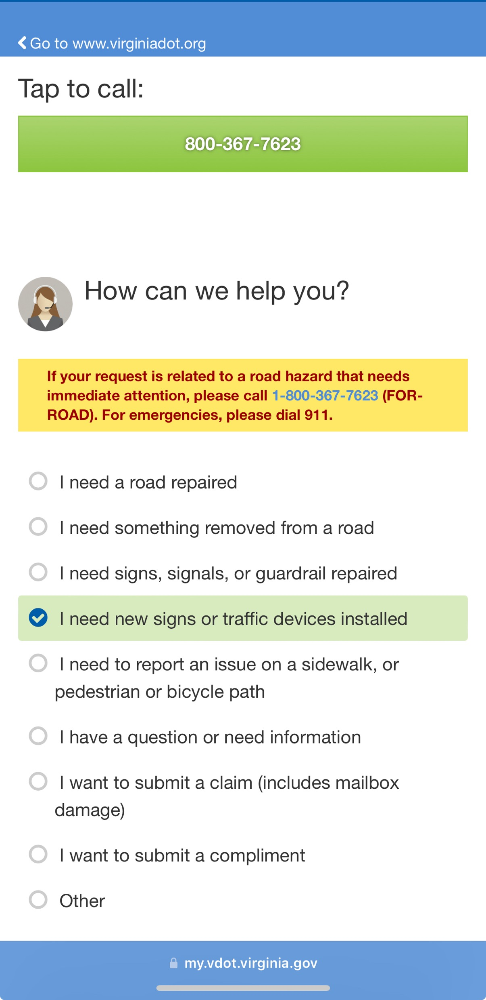 Go to www.virginiadot.org
Tap to call:
800-367-7623
How can we help you?
If your request is related to a road hazard that needs
immediate attention, please call 1-800-367-7623 (FOR-
ROAD). For emergencies, please dial 911.
I need a road repaired
I need something removed from a road
I need signs, signals, or guardrail repaired
I need new signs or traffic devices installed
I need to report an issue on a sidewalk, or
pedestrian or bicycle path
I have a question or need information
I want to submit a claim (includes mailbox
damage)
I want to submit a compliment
Other
my.vdot.virginia.gov